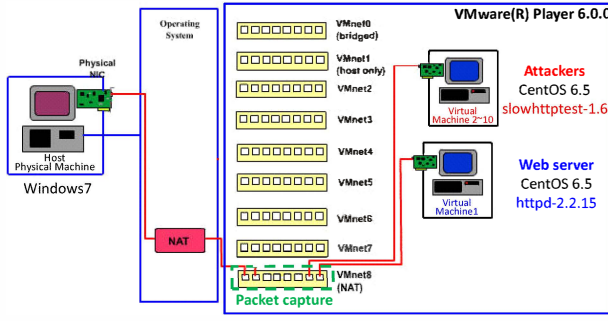 VMware(R) Player 6.0.0
Operating
System
VMnet0
(bridged)
Physical
NIC
VMnet1
(host only)
VMnet2
VMnet3
VMnet4
VMnet5
VMnet6
VMnet7
VMnet8
(NAT)
Host
Physical Machine
Windows7
NAT
Packet capture
Virtual
Machine 2~10
Attackers
CentOS 6.5
slowhttptest-1.6
Virtual
Machine1
Web server
CentOS 6.5
httpd-2.2.15